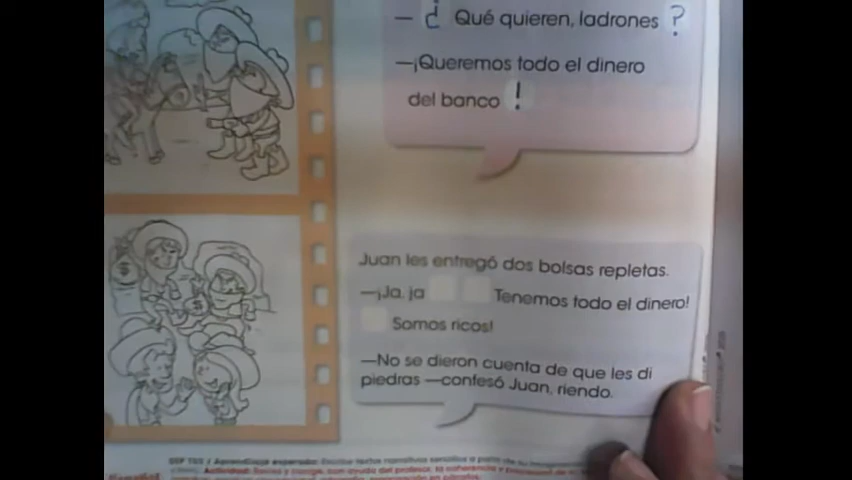 — ¿ Qué quieren, ladrones ?
—¡Queremos todo el dinero
del banco !
Juan les entregó dos bolsas repletas.
—¡Ja, ja Tenemos todo el dinero!
Somos ricos!
—No se dieron cuenta de que les di
piedras —confesó Juan, riendo.